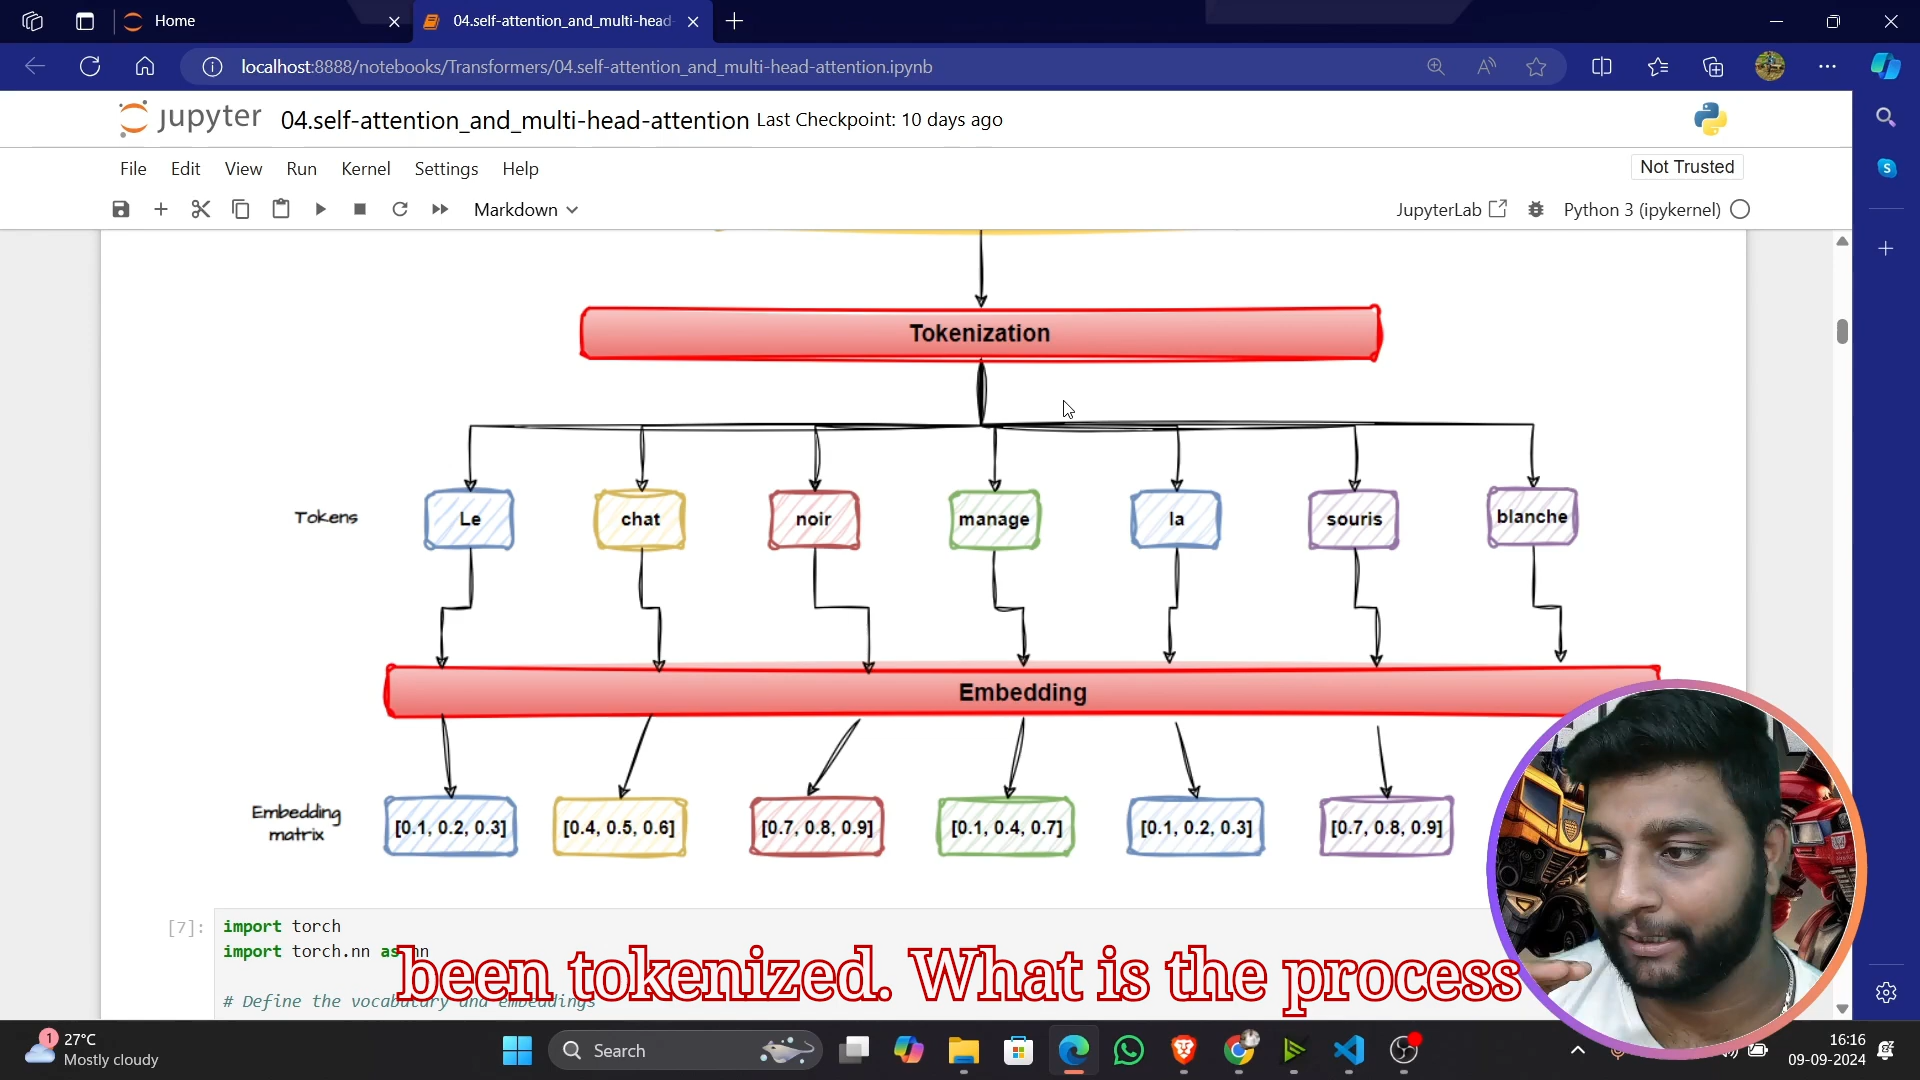 Home
04.self-attention_and_multi-head-
localhost:8888/notebooks/Transformers/04.self-attention_and_multi-head-attention.ipynb
jupyter
04.self-attention_and_multi-head-attention Last Checkpoint: 10 days ago
File Edit View Run Kernel Settings Help
Not Trusted
Markdown
JupyterLab
Python 3 (ipykernel)
Tokenization
Tokens
Le chat noir manage la souris blanche
Embedding
Embedding
matrix
[0.1, 0.2, 0.3] [0.4, 0.5, 0.6] [0.7, 0.8, 0.9] [0.1, 0.4, 0.7] [0.1, 0.2, 0.3] [0.7, 0.8, 0.9]
[7]:
import torch
import torch.nn as nn
been tokenized. What is the process
# Define the vocabulary and embeddings
1
27°C
Mostly cloudy
Search
16:16
09-09-2024